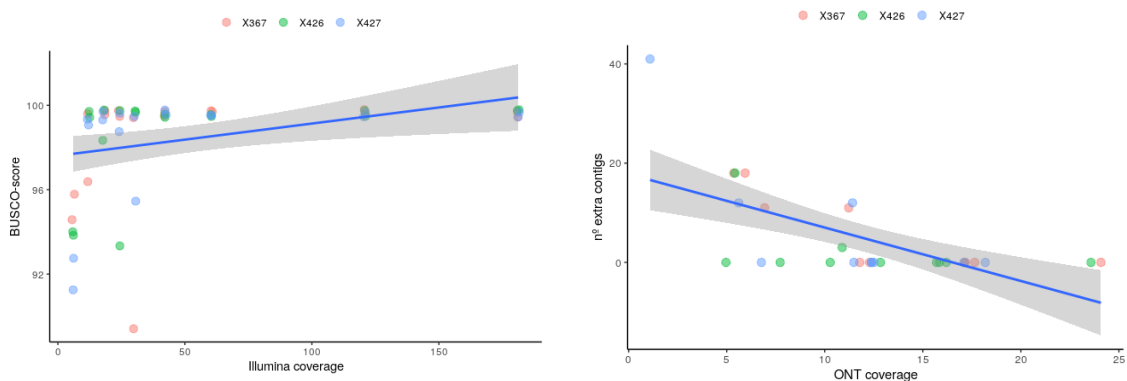 X367 X426 X427
100
96
92
BUSCO-score
0 50 100 150
Illumina coverage
X367 X426 X427
40
20
0
nº extra contigs
0 5 10 15 20 25
ONT coverage